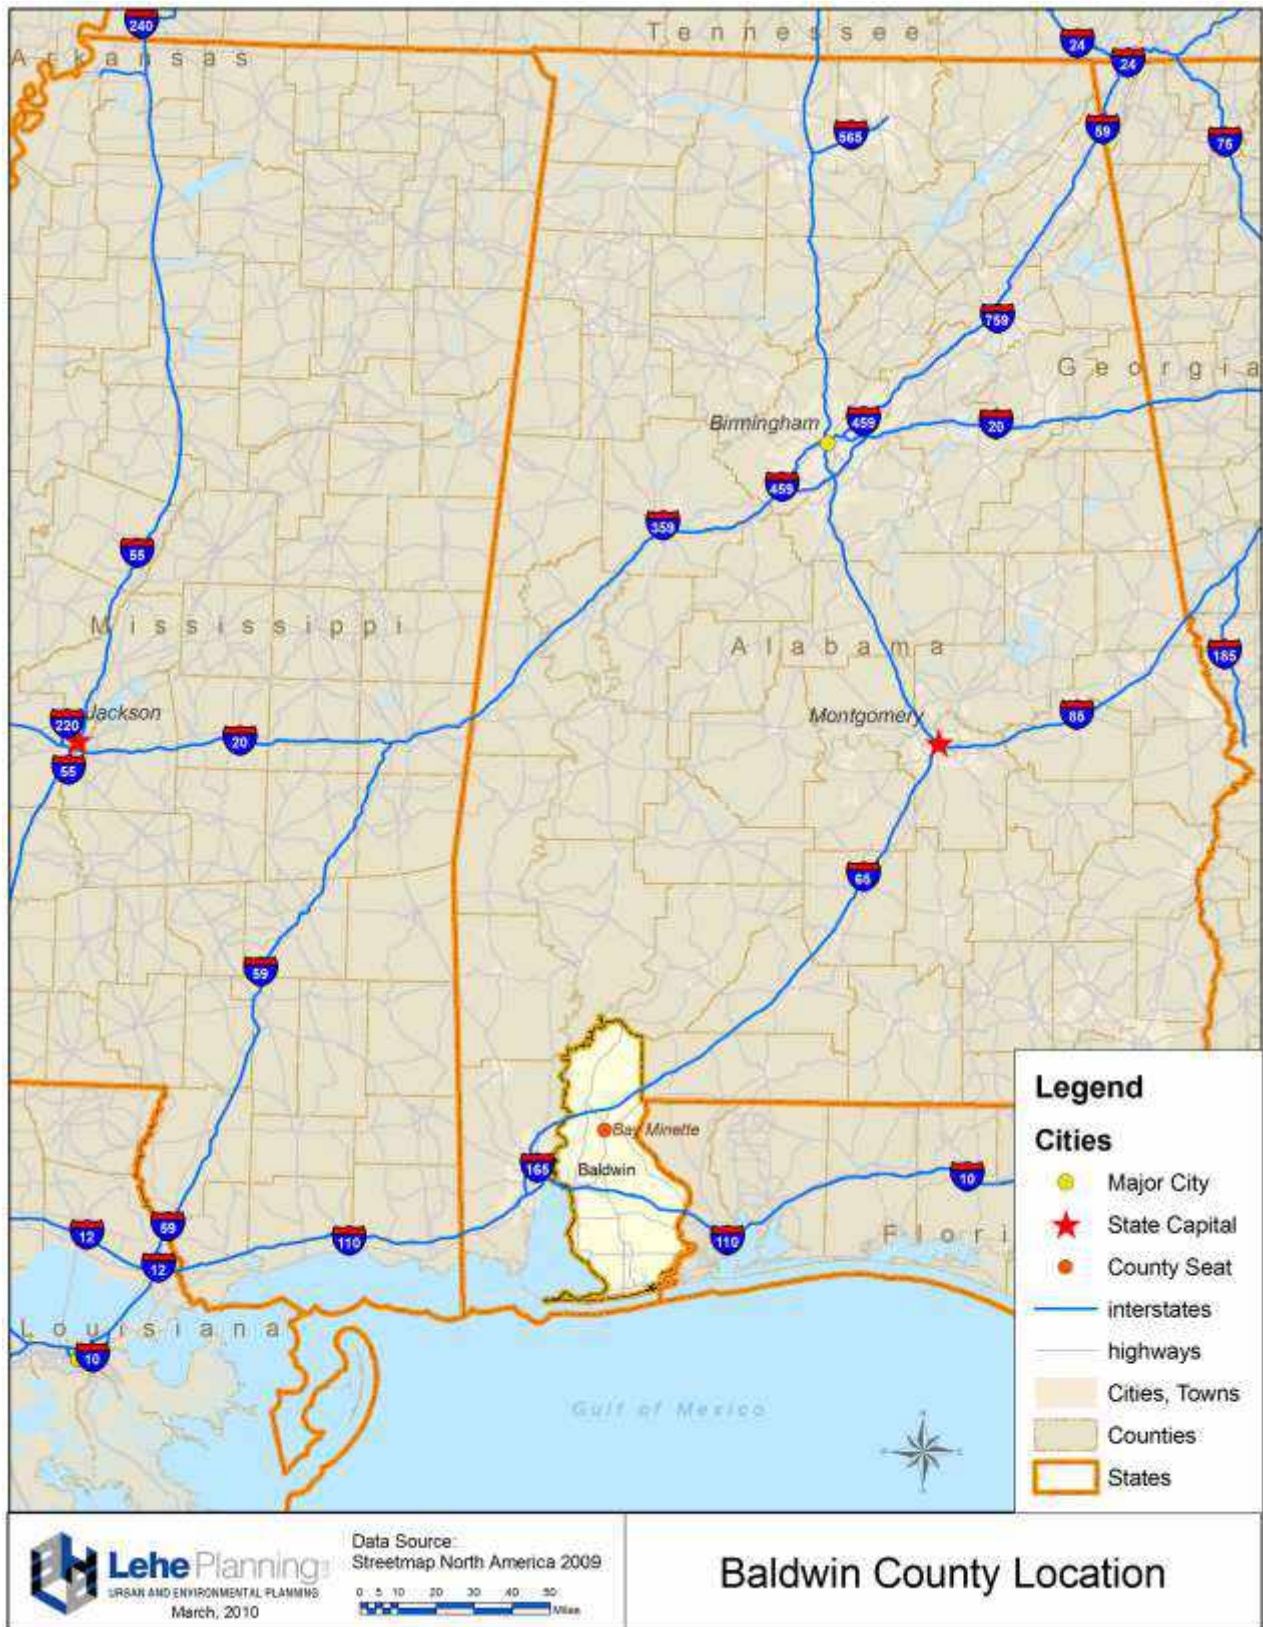 240
Tennessee
24
Arkansas
24
59
565
75
759
Georgia
Birmingham
459
20
459
359
55
Mississippi
Alabama
185
Jackson
220
Montgomery
85
20
55
65
59
Legend
Cities
Major City
State Capital
County Seat
interstates
highways
Cities, Towns
Counties
States
Bay Minette
165
Baldwin
10
59
12
110
110
Flori
12
Louisiana
10
Gulf of Mexico
Lehe Planning
URBAN AND ENVIRONMENTAL PLANNING
March, 2010
Data Source:
Streetmap North America 2009
0 5 10 20 30 40 50
Miles
Baldwin County Location